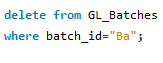 delete from GL_Batches
where batch_id="Ba";